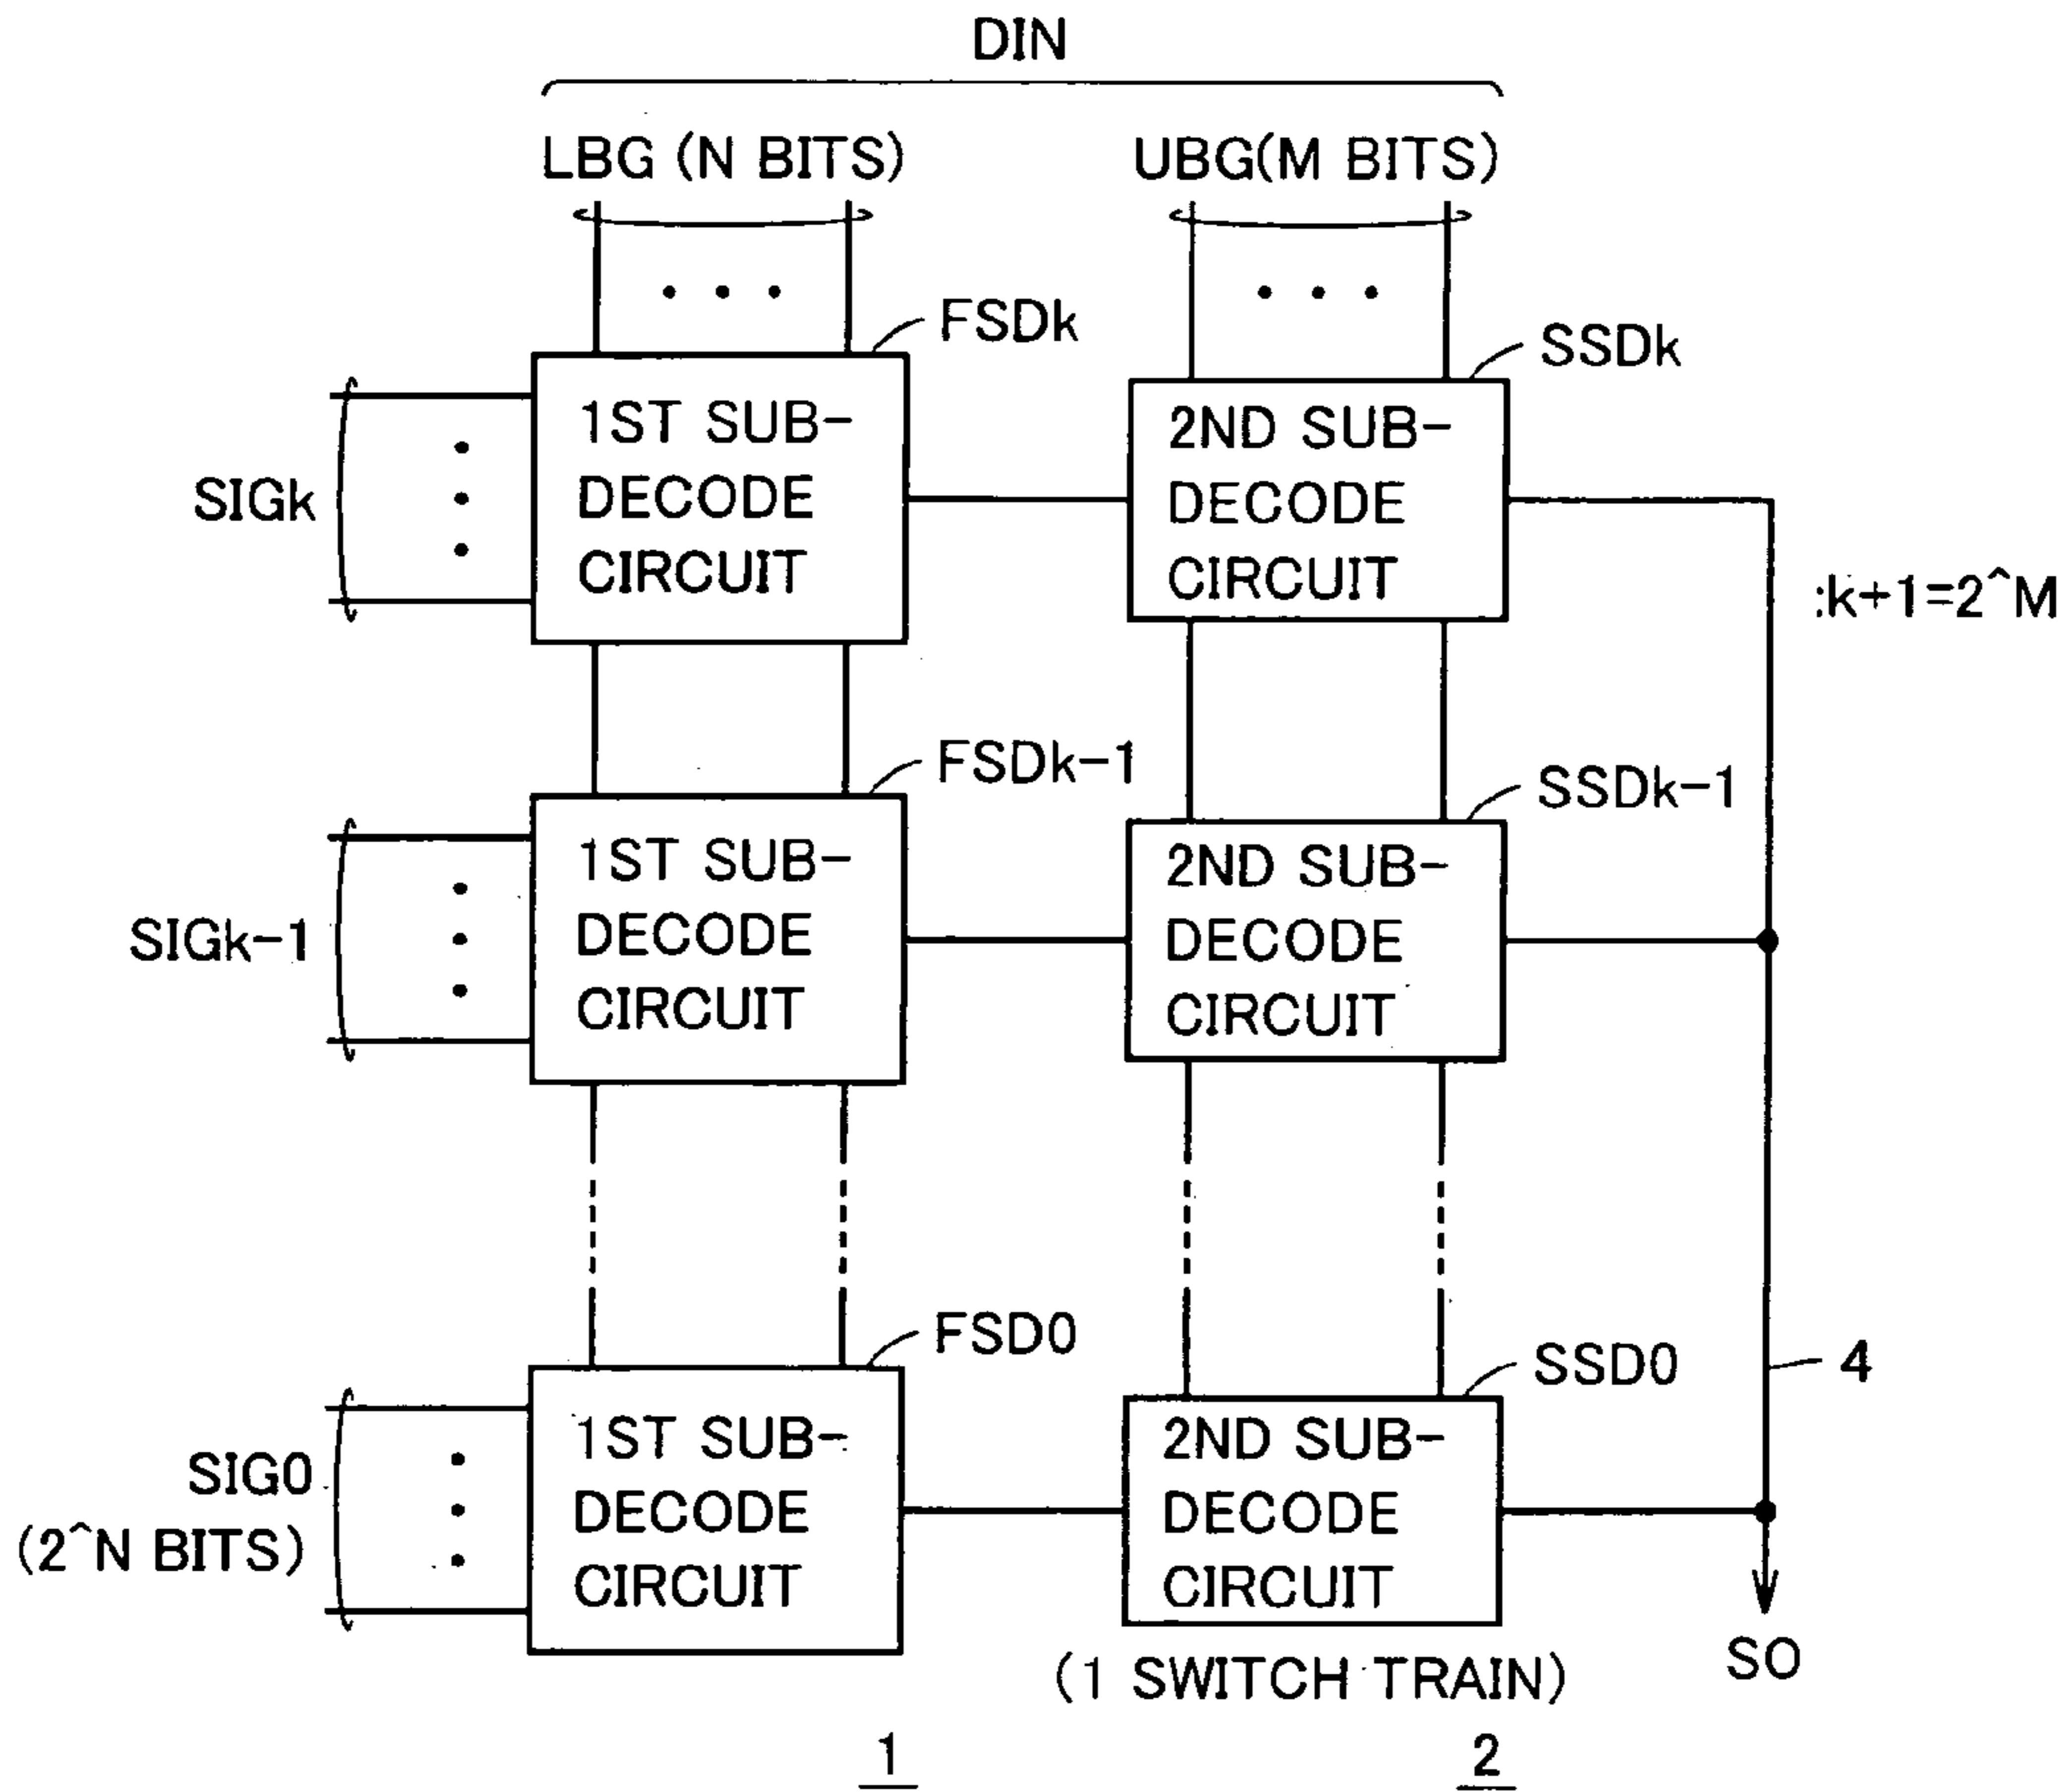 DIN
LBG (N BITS)
UBG(M BITS)
FSDk
SSDk
SIGk
1ST SUB-
DECODE
CIRCUIT
2ND SUB-
DECODE
CIRCUIT
:k+1=2^M
FSDk-1
SSDk-1
SIGk-1
1ST SUB-
DECODE
CIRCUIT
2ND SUB-
DECODE
CIRCUIT
FSD0
SSD0
4
SIG0
(2^N BITS)
1ST SUB-
DECODE
CIRCUIT
2ND SUB-
DECODE
CIRCUIT
(1 SWITCH TRAIN)
SO
1
2